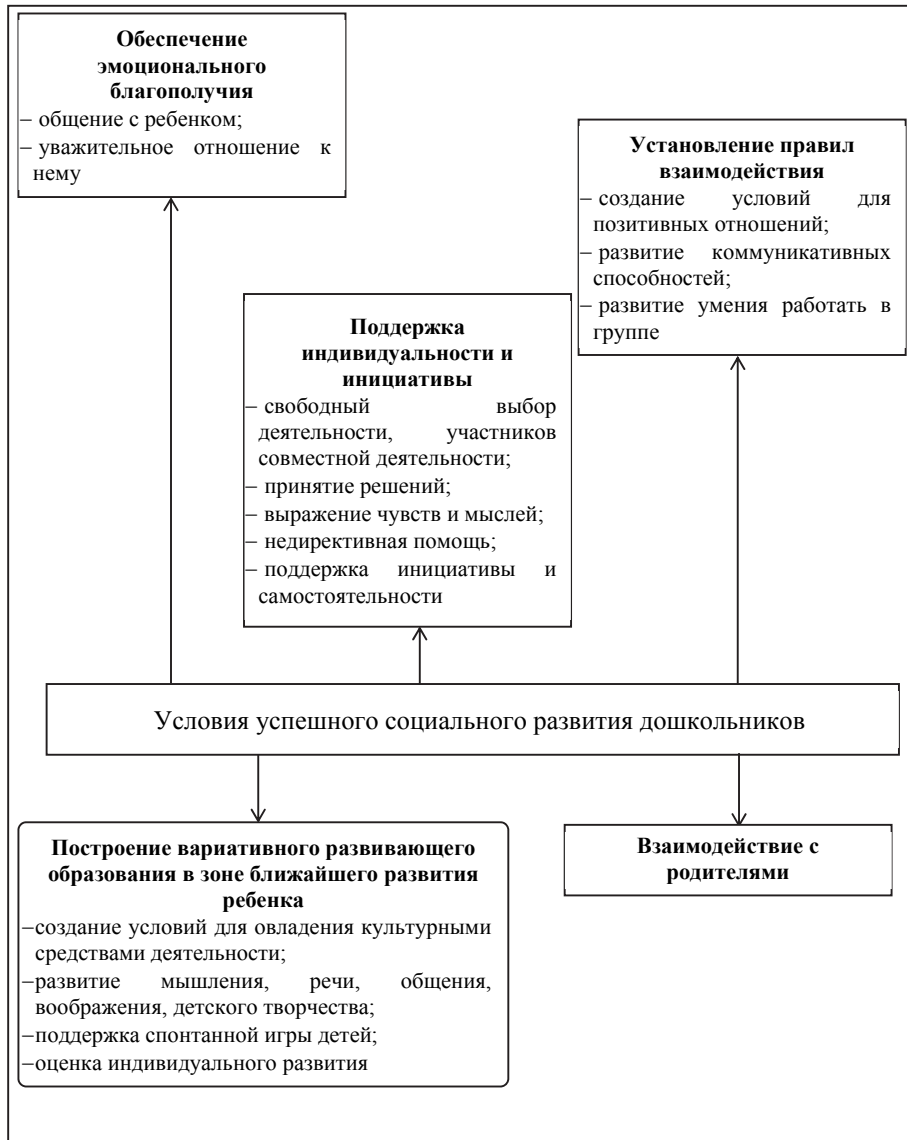 Обеспечение
эмоционального
благополучия
– общение с ребенком;
– уважительное отношение к
нему
Установление правил
взаимодействия
– создание условий для
позитивных отношений;
– развитие коммуникативных
способностей;
– развитие умения работать в
группе
Поддержка
индивидуальности и
инициативы
– свободный выбор
деятельности, участников
совместной деятельности;
– принятие решений;
– выражение чувств и мыслей;
– недирективная помощь;
– поддержка инициативы и
самостоятельности
Условия успешного социального развития дошкольников
Построение вариативного развивающего
образования в зоне ближайшего развития
ребенка
–создание условий для овладения культурными
средствами деятельности;
–развитие мышления, речи, общения,
воображения, детского творчества;
–поддержка спонтанной игры детей;
–оценка индивидуального развития
Взаимодействие с
родителями